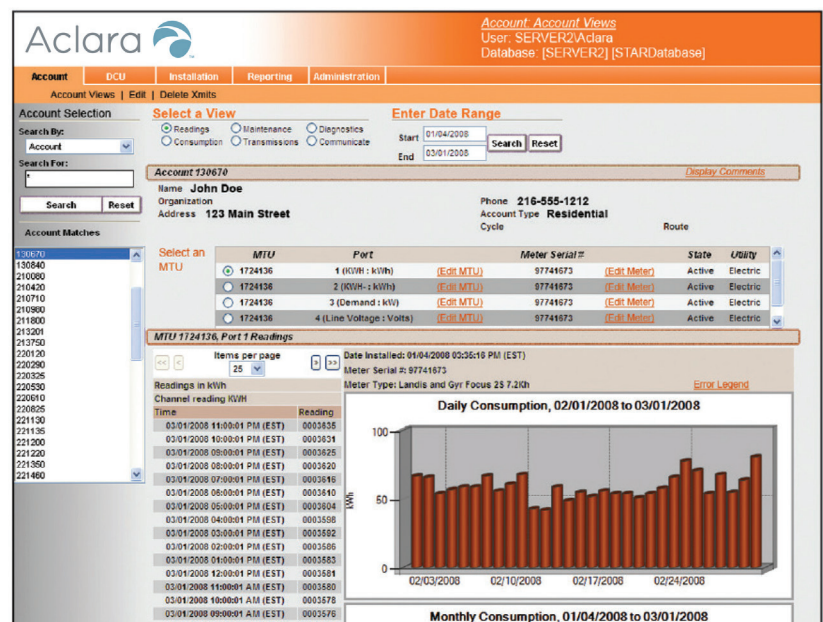 Aclara
Account: Account Views
User: SERVER2\Aclara
Database: [SERVER2] [STARDatabase]
Account DCU Installation Reporting Administration
Account Views | Edit | Delete Xmits
Account Selection
Search By:
Account
Search For:
*
Search Reset
Account Matches
130670
130840
210080
210420
210710
210960
211800
213201
213750
220120
220290
220325
220530
220610
220825
221130
221135
221200
221220
221350
221460
Select a View
Readings Maintenance Diagnostics
Consumption Transmissions Communicate
Enter Date Range
Start 01/04/2008
End 03/01/2008
Search Reset
Account 130670 Display Comments
Name John Doe
Organization
Address 123 Main Street
Phone 216-555-1212
Account Type Residential
Cycle Route
Select an
MTU
MTU Port Meter Serial # State Utility
1724136 1 (KWH : kWh) (Edit MTU) 97741673 (Edit Meter) Active Electric
1724136 2 (KWH- : kWh) (Edit MTU) 97741673 (Edit Meter) Active Electric
1724136 3 (Demand : kW) (Edit MTU) 97741673 (Edit Meter) Active Electric
1724136 4 (Line Voltage : Volts) (Edit MTU) 97741673 (Edit Meter) Active Electric
MTU 1724136, Port 1 Readings
<< < Items per page > >>
25
Readings in kWh
Channel reading KWH
Time Reading
03/01/2008 11:00:01 PM (EST) 0003635
03/01/2008 10:00:01 PM (EST) 0003631
03/01/2008 09:00:01 PM (EST) 0003625
03/01/2008 08:00:01 PM (EST) 0003620
03/01/2008 07:00:01 PM (EST) 0003616
03/01/2008 06:00:01 PM (EST) 0003610
03/01/2008 05:00:01 PM (EST) 0003604
03/01/2008 04:00:01 PM (EST) 0003598
03/01/2008 03:00:01 PM (EST) 0003592
03/01/2008 02:00:01 PM (EST) 0003586
03/01/2008 01:00:01 PM (EST) 0003583
03/01/2008 12:00:01 PM (EST) 0003581
03/01/2008 11:00:01 AM (EST) 0003580
03/01/2008 10:00:01 AM (EST) 0003578
03/01/2008 09:00:01 AM (EST) 0003576
Date Installed: 01/04/2008 03:35:16 PM (EST)
Meter Serial #: 97741673
Meter Type: Landis and Gyr Focus 2S 7.2Kh Error Legend
Daily Consumption, 02/01/2008 to 03/01/2008
100
kWh
50
0
02/03/2008 02/10/2008 02/17/2008 02/24/2008
Monthly Consumption, 01/04/2008 to 03/01/2008